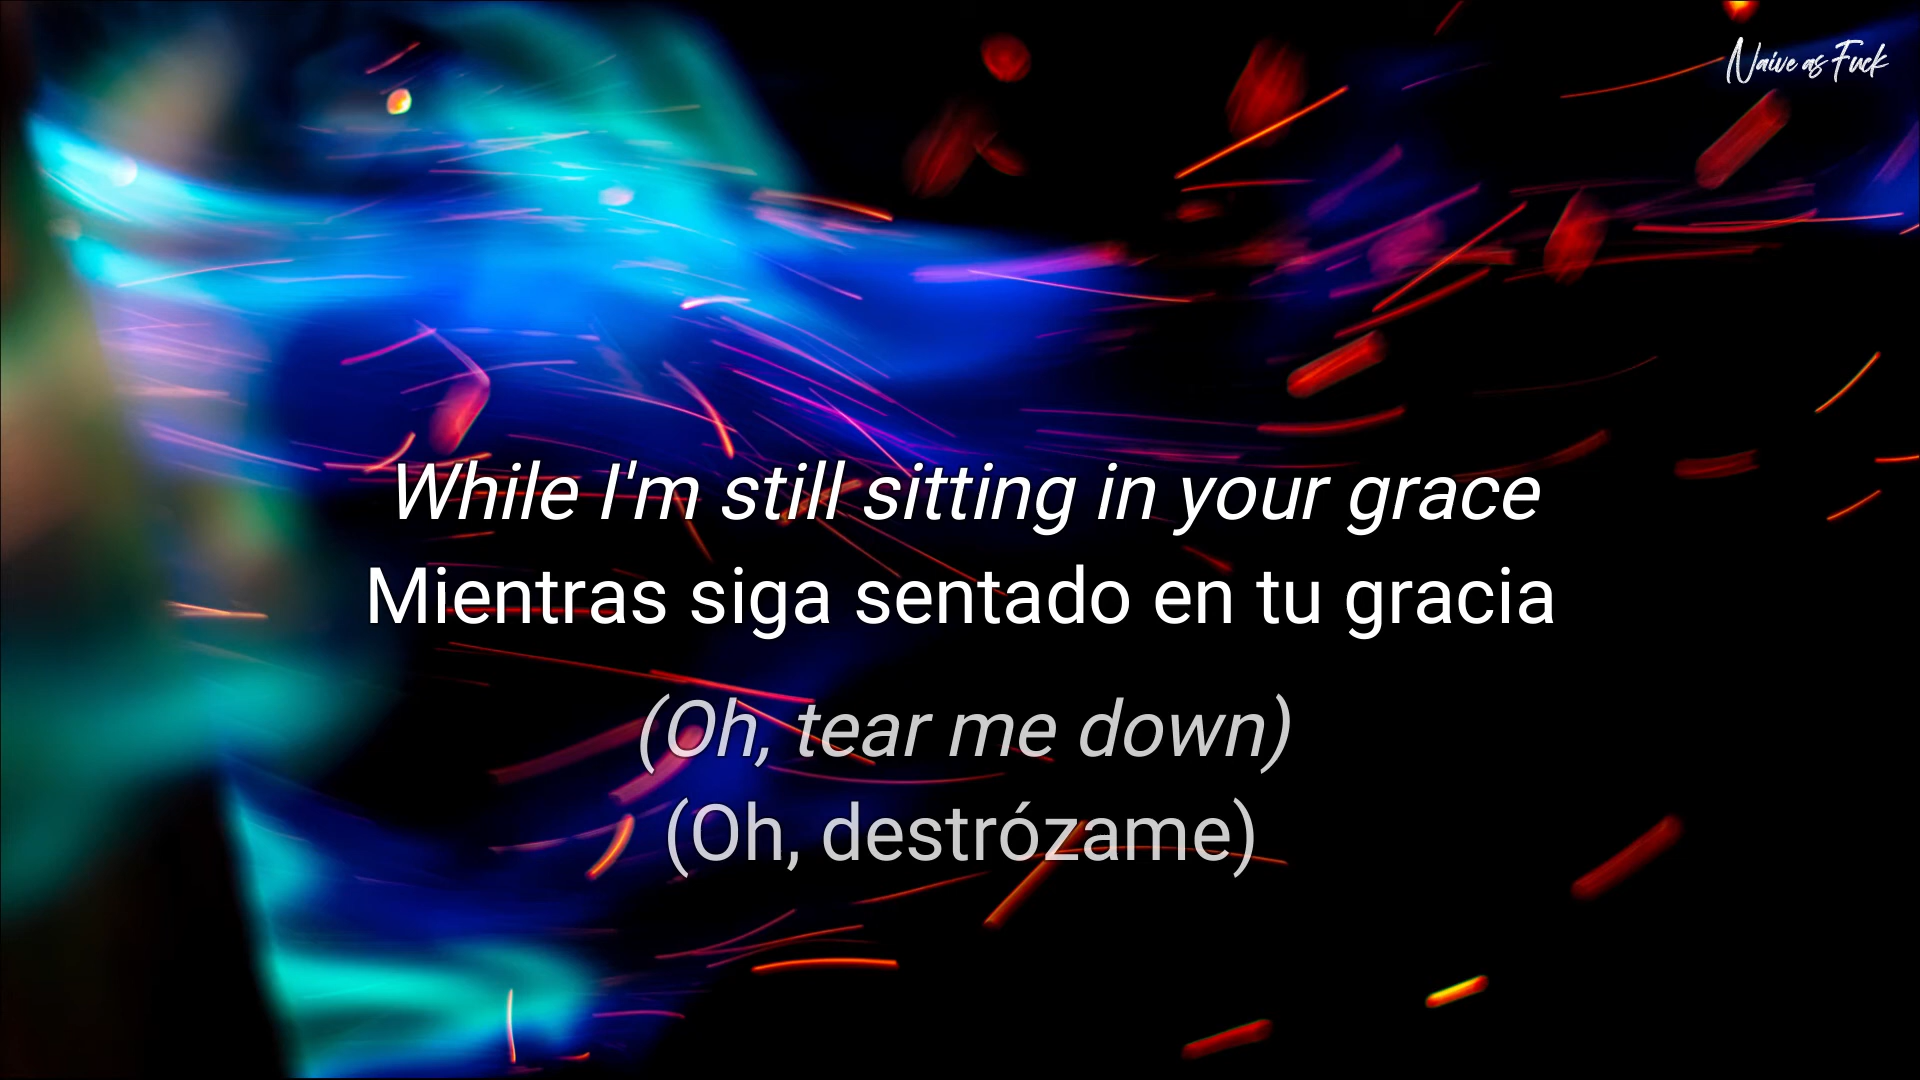 Naive as Fuck
While I'm still sitting in your grace
Mientras siga sentado en tu gracia
(Oh, tear me down)
(Oh, destrózame)